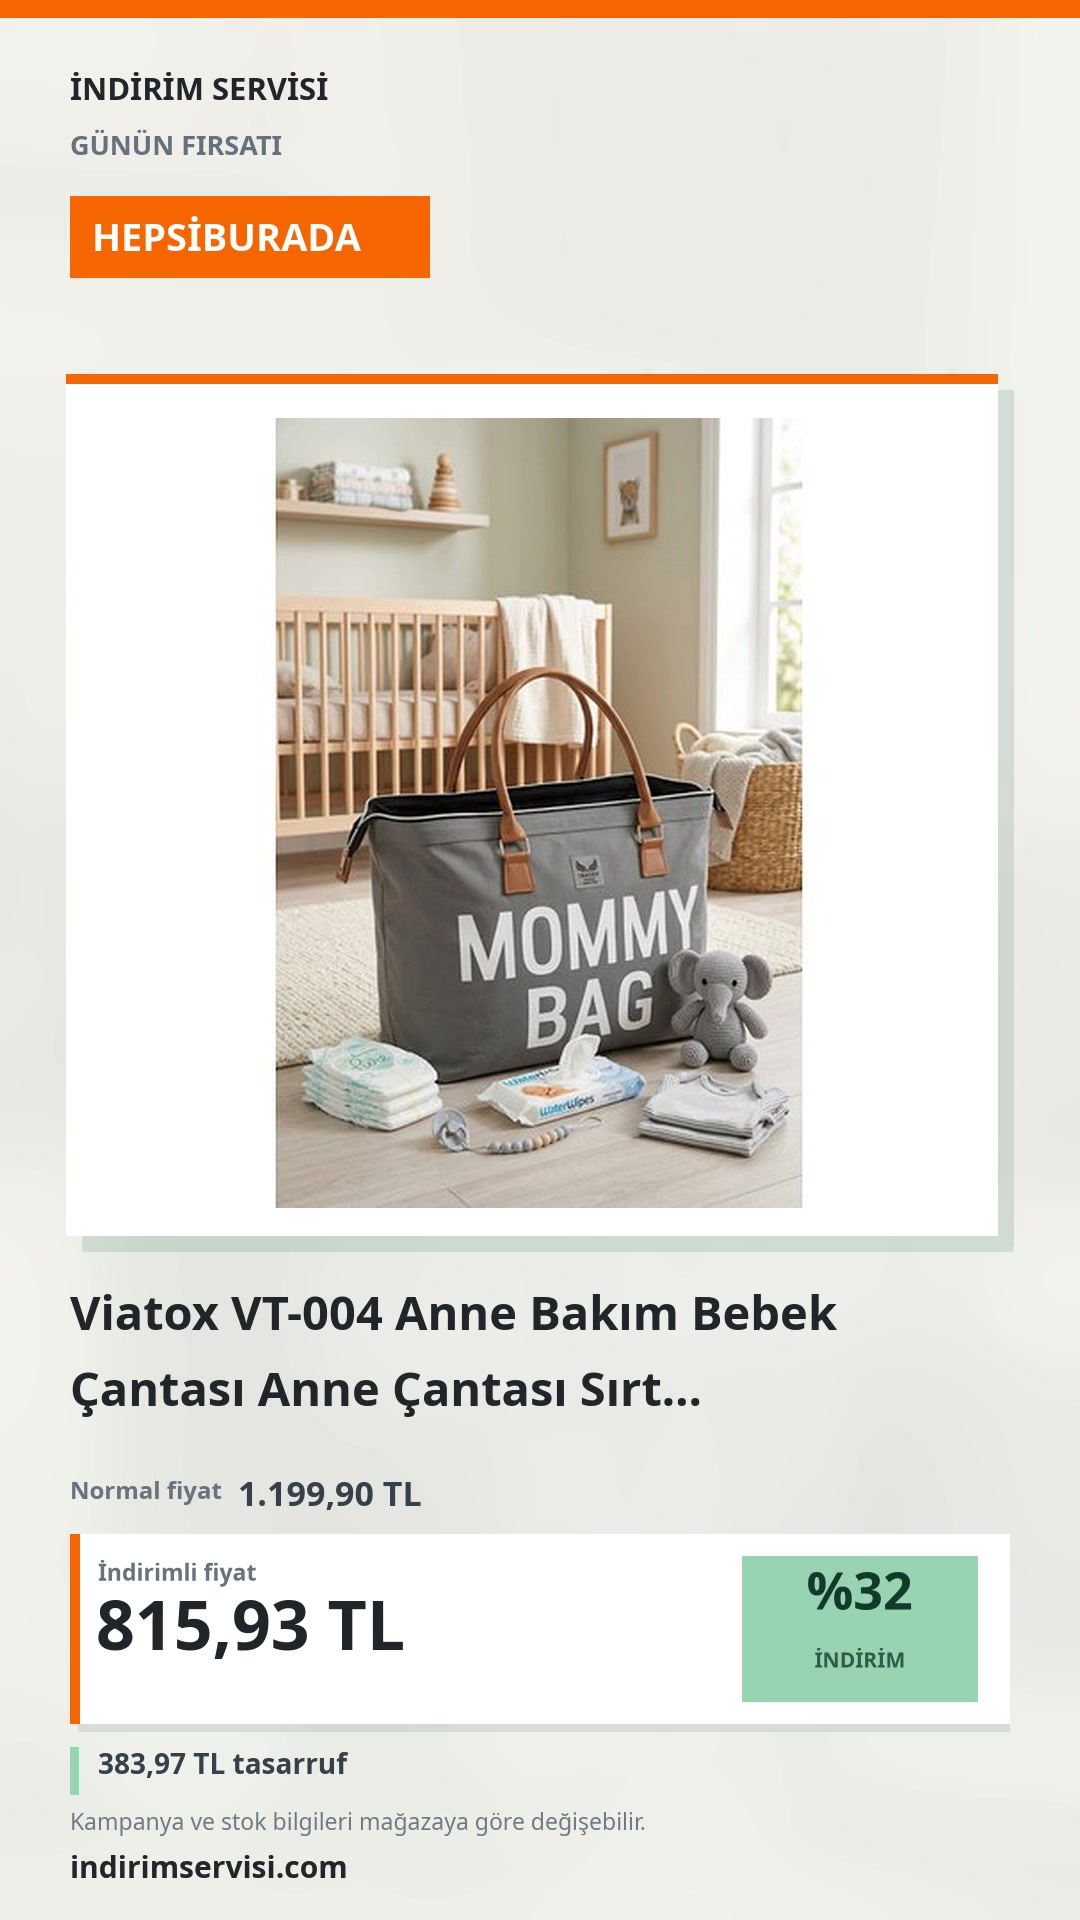 İNDİRİM SERVİSİ
GÜNÜN FIRSATI
HEPSİBURADA
MOMMY
BAG
WaterWipes
Viatox VT-004 Anne Bakım Bebek
Çantası Anne Çantası Sırt...
Normal fiyat 1.199,90 TL
İndirimli fiyat
815,93 TL
%32
İNDİRİM
383,97 TL tasarruf
Kampanya ve stok bilgileri mağazaya göre değişebilir.
indirimservisi.com